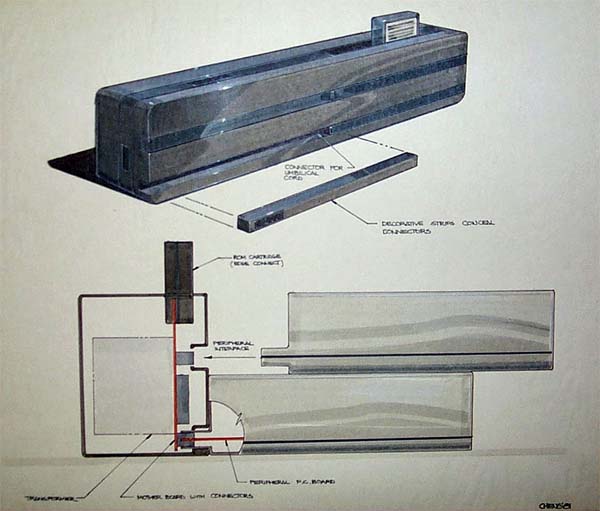 CONNECTOR FOR
UMBILICAL
CORD
DECORATIVE STRIPS CONCEAL
CONNECTORS
ROM CARTRIDGE
(EDGE CONNECT)
PERIPHERAL
INTERFACE
TRANSFORMER
MOTHER BOARD WITH CONNECTORS
PERIPHERAL P.C. BOARD